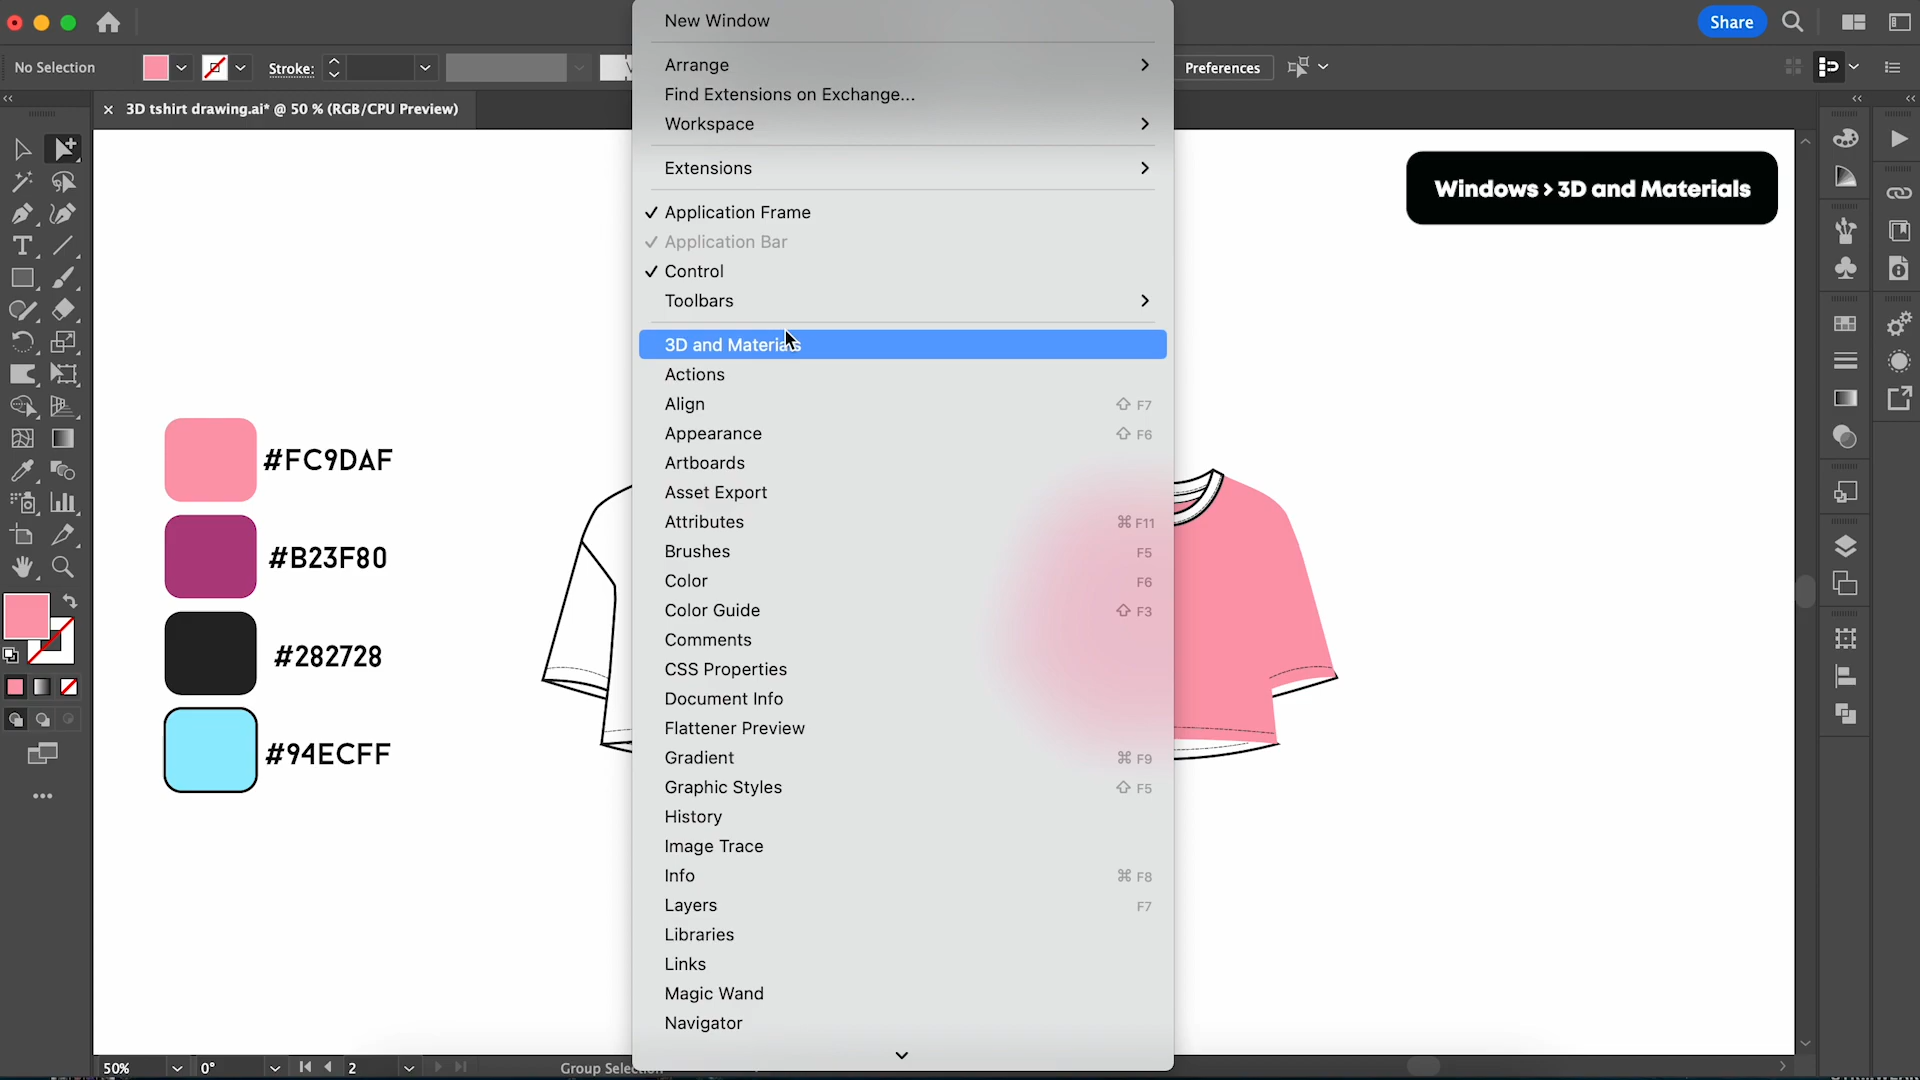 New Window
Share
No Selection
Stroke:
Arrange
Preferences
Find Extensions on Exchange...
3D tshirt drawing.ai* @ 50 % (RGB/CPU Preview)
Workspace
Extensions
Windows > 3D and Materials
Application Frame
Application Bar
Control
Toolbars
3D and Materials
Actions
Align ⇧ F7
Appearance ⇧ F6
Artboards
Asset Export
Attributes ⌘ F11
Brushes F5
Color F6
Color Guide ⇧ F3
Comments
CSS Properties
Document Info
Flattener Preview
Gradient ⌘ F9
Graphic Styles ⇧ F5
History
Image Trace
Info ⌘ F8
Layers F7
Libraries
Links
Magic Wand
Navigator
#FC9DAF
#B23F80
#282728
#94ECFF
50%
0°
2
Group Selection